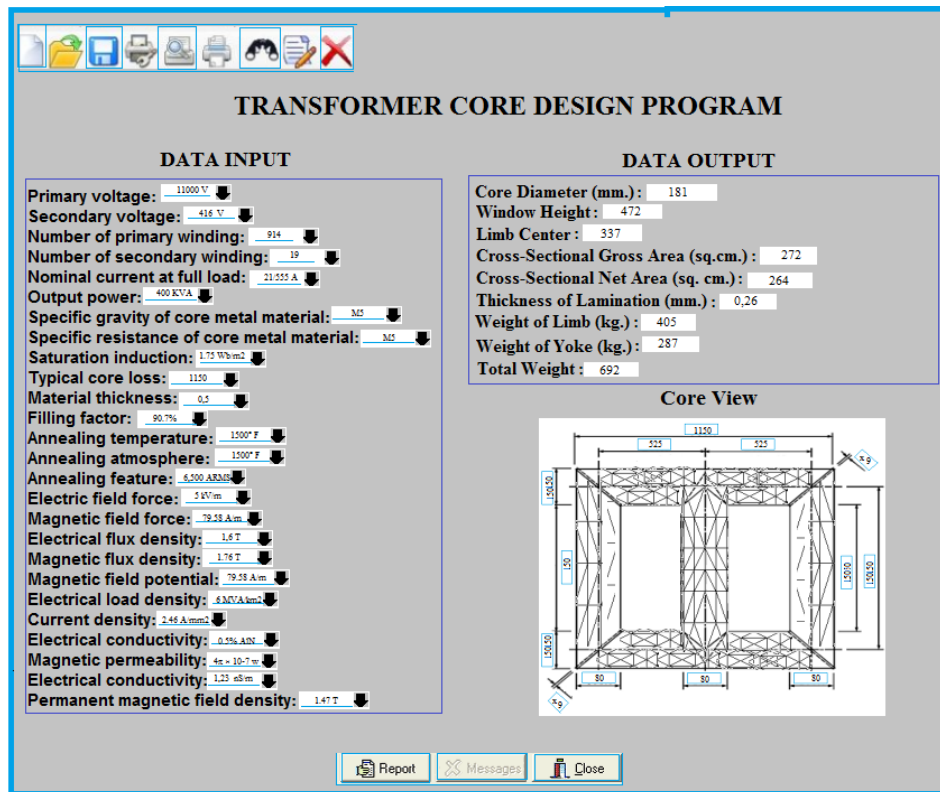 TRANSFORMER CORE DESIGN PROGRAM
DATA INPUT
Primary voltage: 11000 V
Secondary voltage: 416 V
Number of primary winding: 914
Number of secondary winding: 19
Nominal current at full load: 21/555 A
Output power: 400 KVA
Specific gravity of core metal material: M5
Specific resistance of core metal material: M5
Saturation induction: 1.75 Wb/m2
Typical core loss: 1150
Material thickness: 0,5
Filling factor: 90.7%
Annealing temperature: 1500° F
Annealing atmosphere: 1500° F
Annealing feature: 6,500 ARMS
Electric field force: 5 kV/m
Magnetic field force: 79.58 A/m
Electrical flux density: 1,6 T
Magnetic flux density: 1.76 T
Magnetic field potential: 79.58 A/m
Electrical load density: 6 MVA/km2
Current density: 2.46 A/mm2
Electrical conductivity: 0.5% AlN
Magnetic permeability: 4π × 10-7 w
Electrical conductivity: 1,23 nS/m
Permanent magnetic field density: 1.47 T
DATA OUTPUT
Core Diameter (mm.) : 181
Window Height : 472
Limb Center : 337
Cross-Sectional Gross Area (sq.cm.) : 272
Cross-Sectional Net Area (sq. cm.) : 264
Thickness of Lamination (mm.) : 0,26
Weight of Limb (kg.) : 405
Weight of Yoke (kg.) : 287
Total Weight : 692
Core View
1150
525 525
x9
150150
150
150150
15030
150150
80 80 80
x9
Report Messages Close